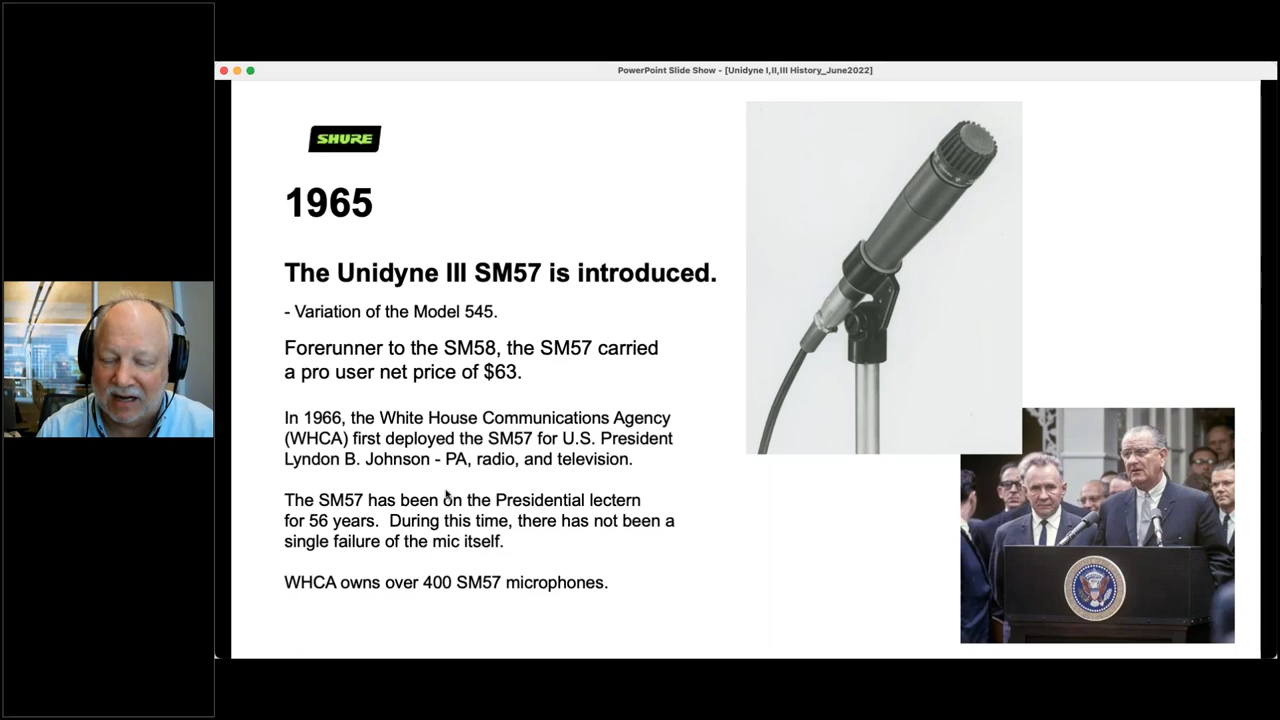 PowerPoint Slide Show - [Unidyne I,II,III History_June2022]
SHURE
1965
The Unidyne III SM57 is introduced.
- Variation of the Model 545.
Forerunner to the SM58, the SM57 carried
a pro user net price of $63.
In 1966, the White House Communications Agency
(WHCA) first deployed the SM57 for U.S. President
Lyndon B. Johnson - PA, radio, and television.
The SM57 has been on the Presidential lectern
for 56 years. During this time, there has not been a
single failure of the mic itself.
WHCA owns over 400 SM57 microphones.